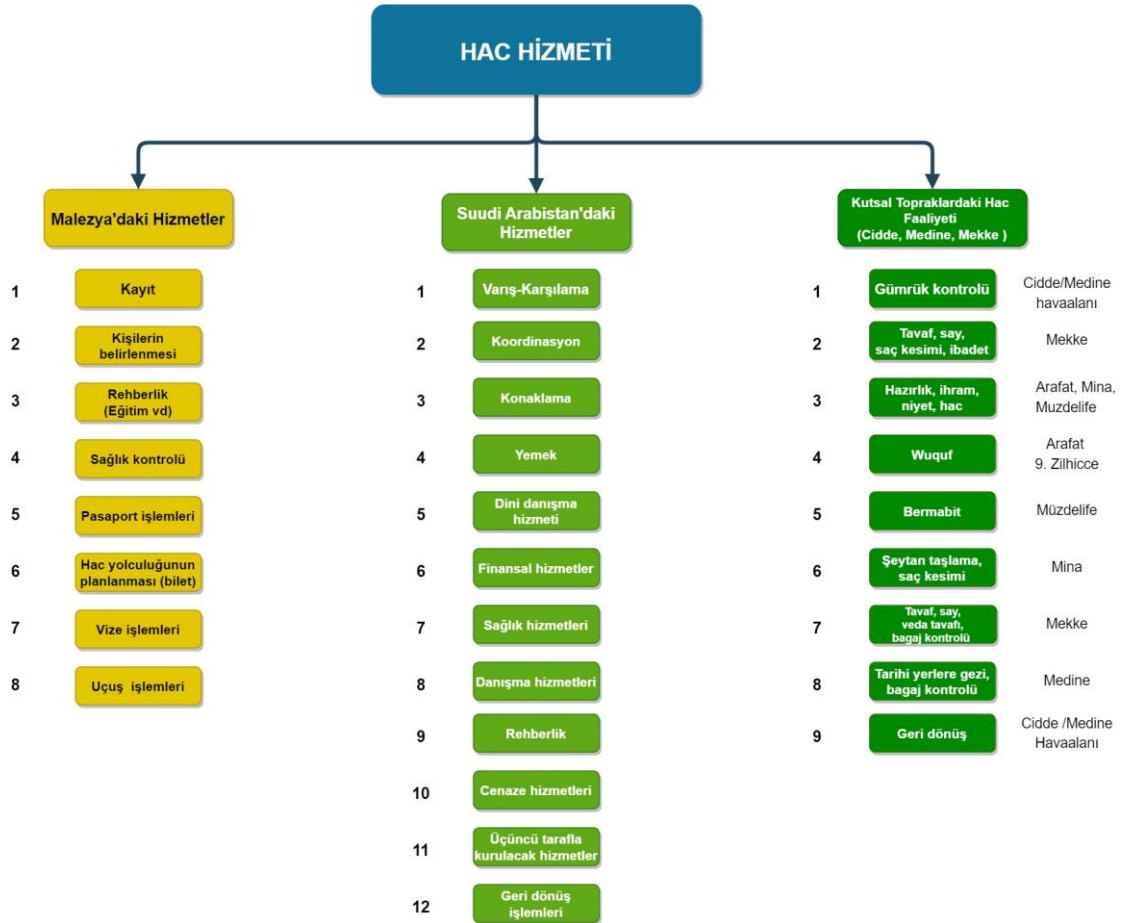 HAC HİZMETİ
Malezya'daki Hizmetler
1 Kayıt
2 Kişilerin
belirlenmesi
3 Rehberlik
(Eğitim vd)
4 Sağlık kontrolü
5 Pasaport işlemleri
6 Hac yolculuğunun
planlanması (bilet)
7 Vize işlemleri
8 Uçuş işlemleri
Suudi Arabistan'daki
Hizmetler
1 Varış-Karşılama
2 Koordinasyon
3 Konaklama
4 Yemek
5 Dini danışma
hizmeti
6 Finansal hizmetler
7 Sağlık hizmetleri
8 Danışma hizmetleri
9 Rehberlik
10 Cenaze hizmetleri
11 Üçüncü tarafla
kurulacak hizmetler
12 Geri dönüş
işlemleri
Kutsal Topraklardaki Hac
Faaliyeti
(Cidde, Medine, Mekke )
1 Gümrük kontrolü
Cidde/Medine
havaalanı
2 Tavaf, say,
saç kesimi, ibadet
Mekke
3 Hazırlık, ihram,
niyet, hac
Arafat, Mina,
Muzdelife
4 Wuquf
Arafat
9. Zilhicce
5 Bermabit
Müzdelife
6 Şeytan taşlama,
saç kesimi
Mina
7 Tavaf, say,
veda tavafı,
bagaj kontrolü
Mekke
8 Tarihi yerlere gezi,
bagaj kontrolü
Medine
9 Geri dönüş
Cidde /Medine
Havaalanı